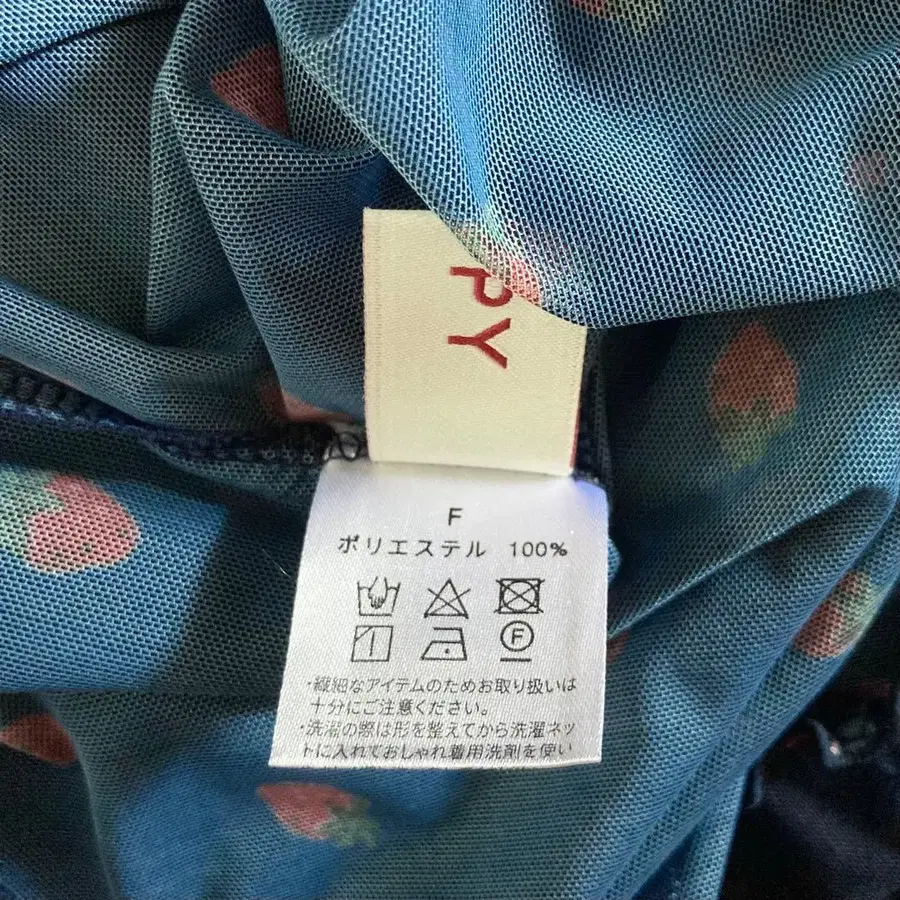 PY
F
ポリエステル 100%
F
・繊細なアイテムのためお取り扱いは
十分にご注意ください。
・洗濯の際は形を整えてから洗濯ネッ
トに入れておしゃれ着用洗剤を使い